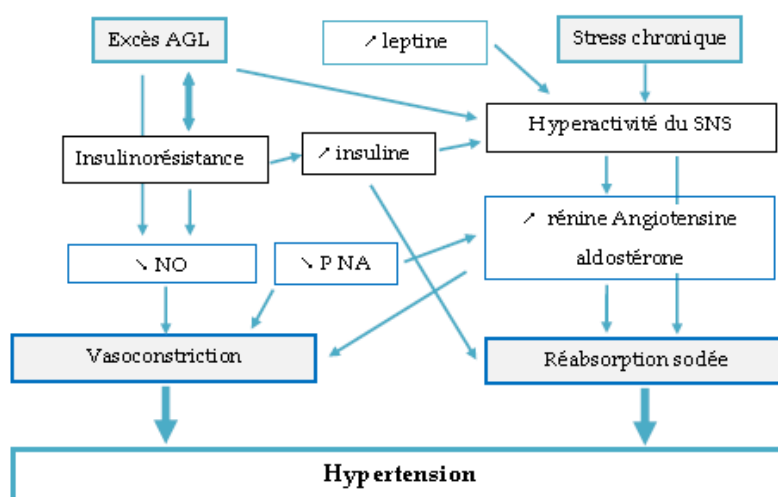 Excès AGL
↗ leptine
Stress chronique
Hyperactivité du SNS
Insulinorésistance
↗ insuline
↗ rénine Angiotensine
aldostérone
↘ NO
↘ P NA
Vasoconstriction
Réabsorption sodée
Hypertension